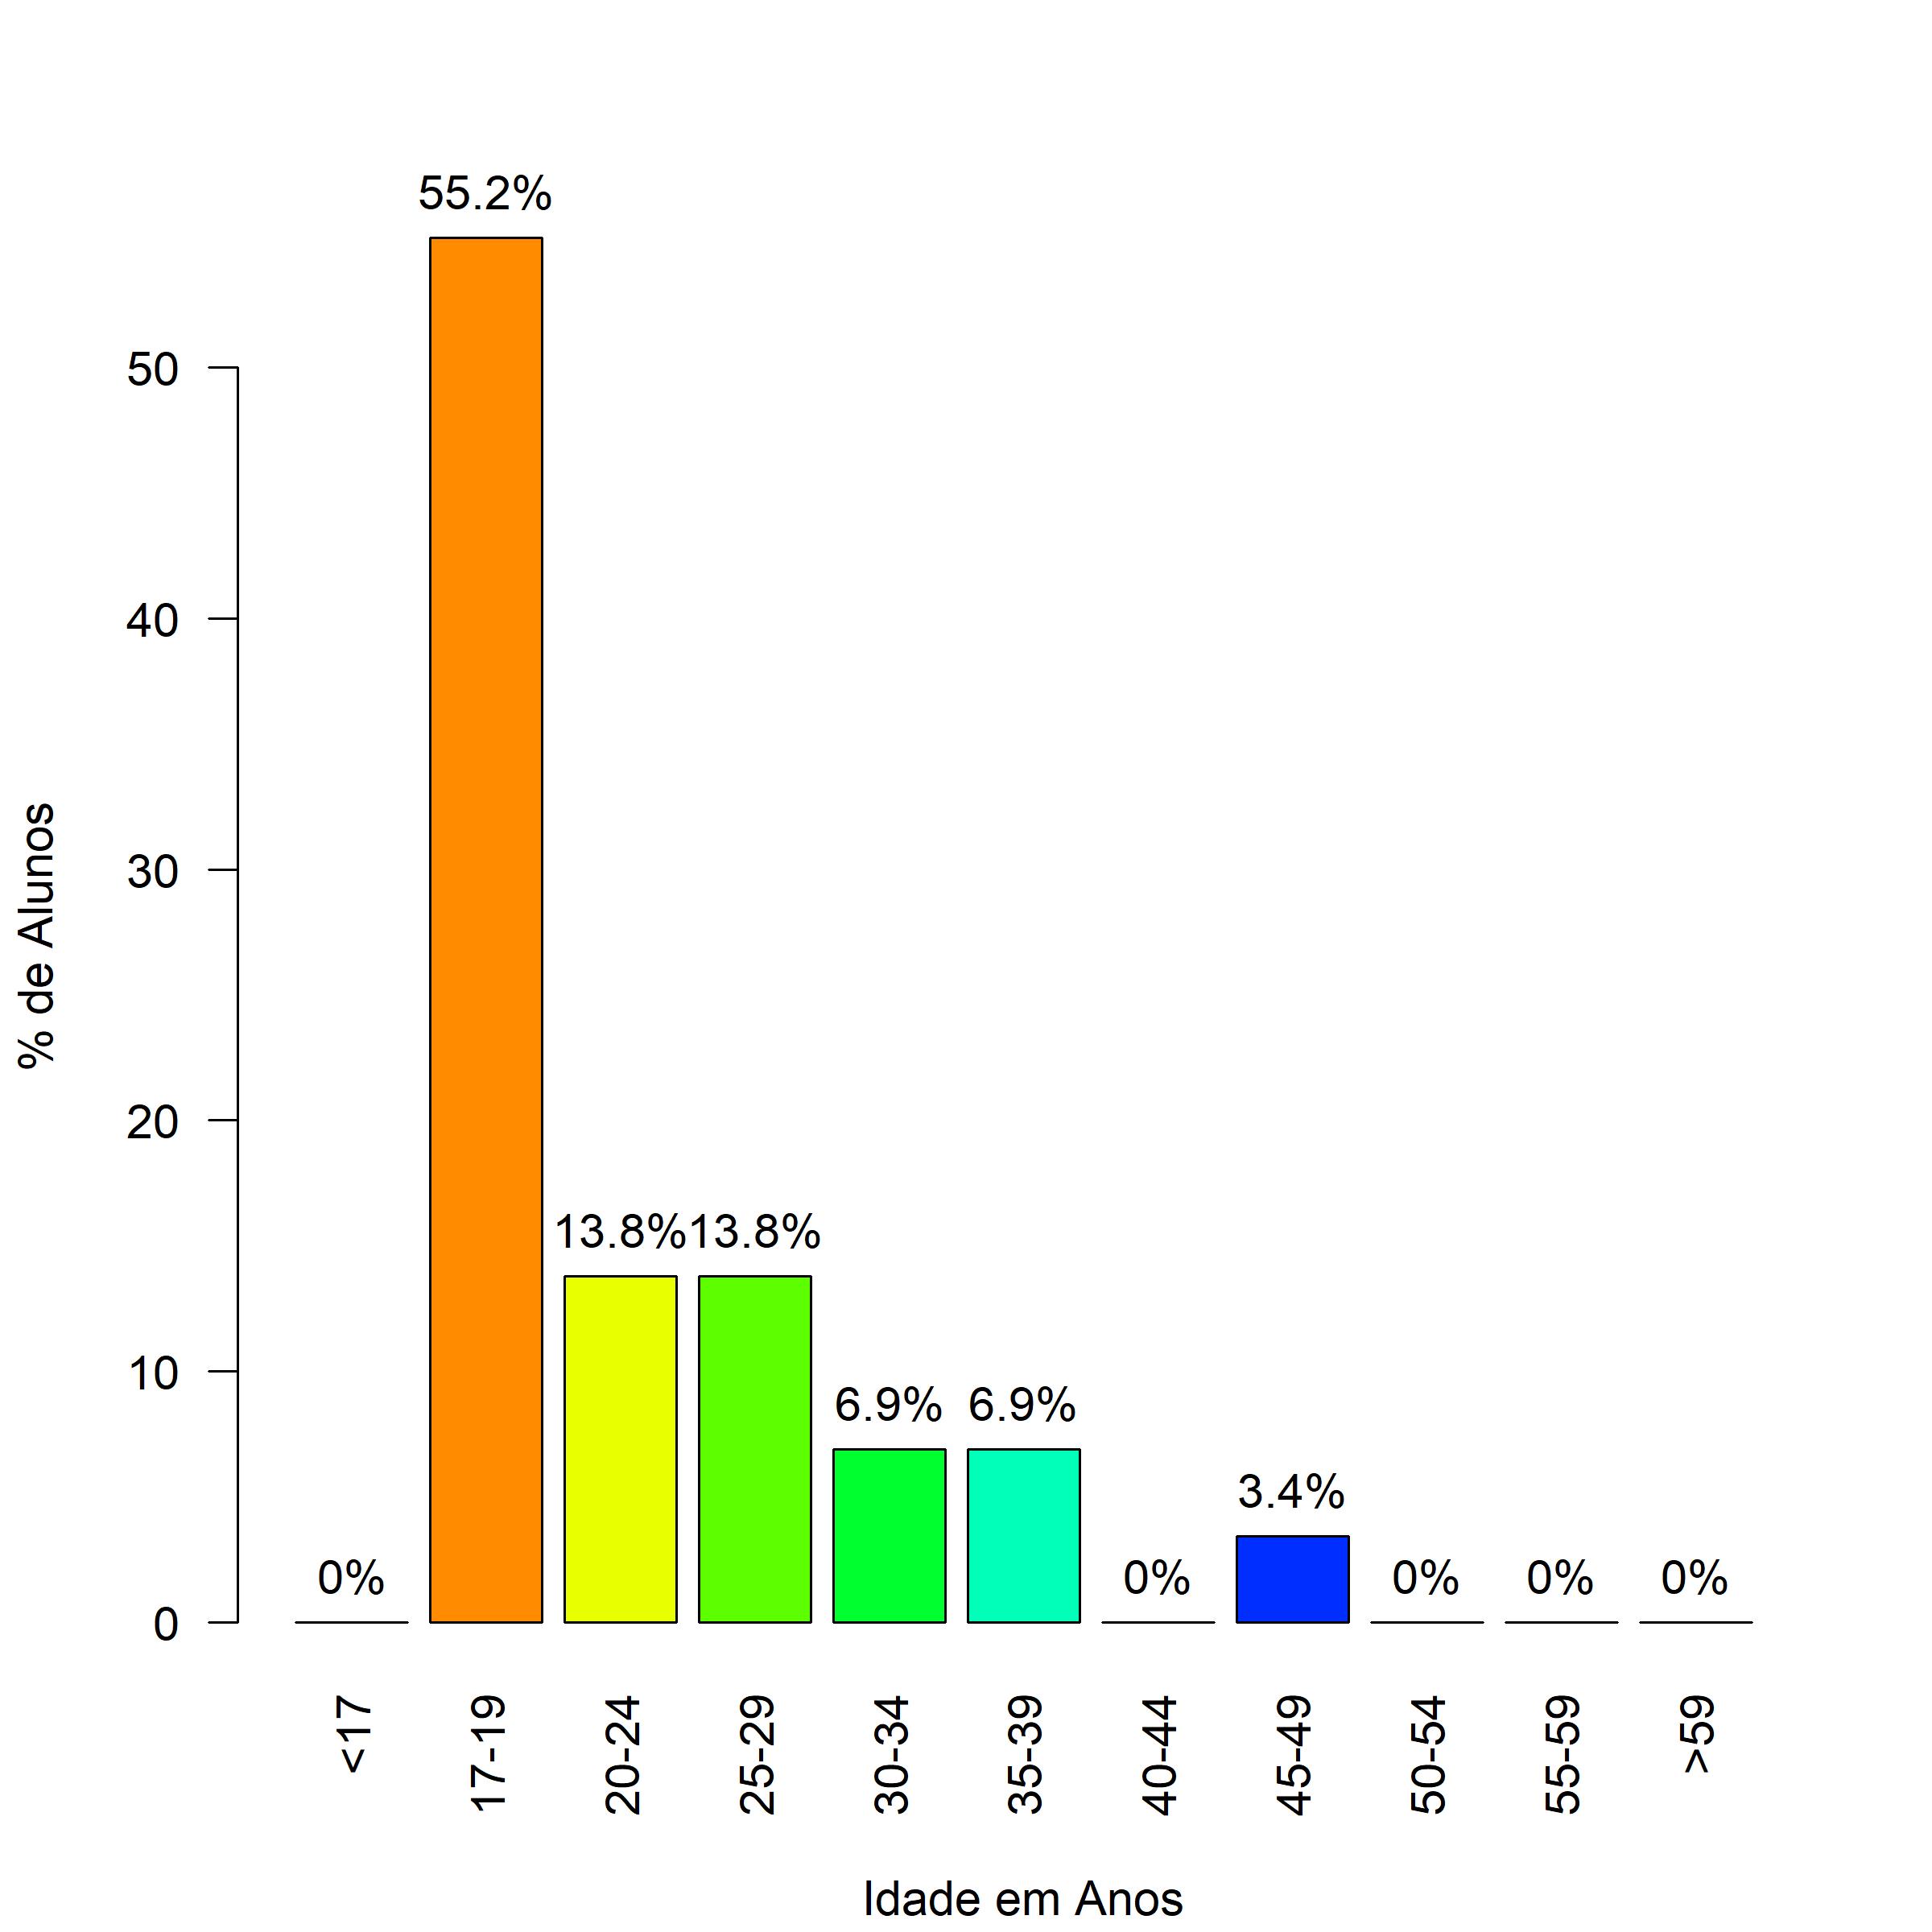 55.2%
50
40
30
20
13.8% 13.8%
10
6.9% 6.9%
3.4%
0% 0% 0% 0% 0%
0
% de Alunos
<17 17-19 20-24 25-29 30-34 35-39 40-44 45-49 50-54 55-59 >59
Idade em Anos